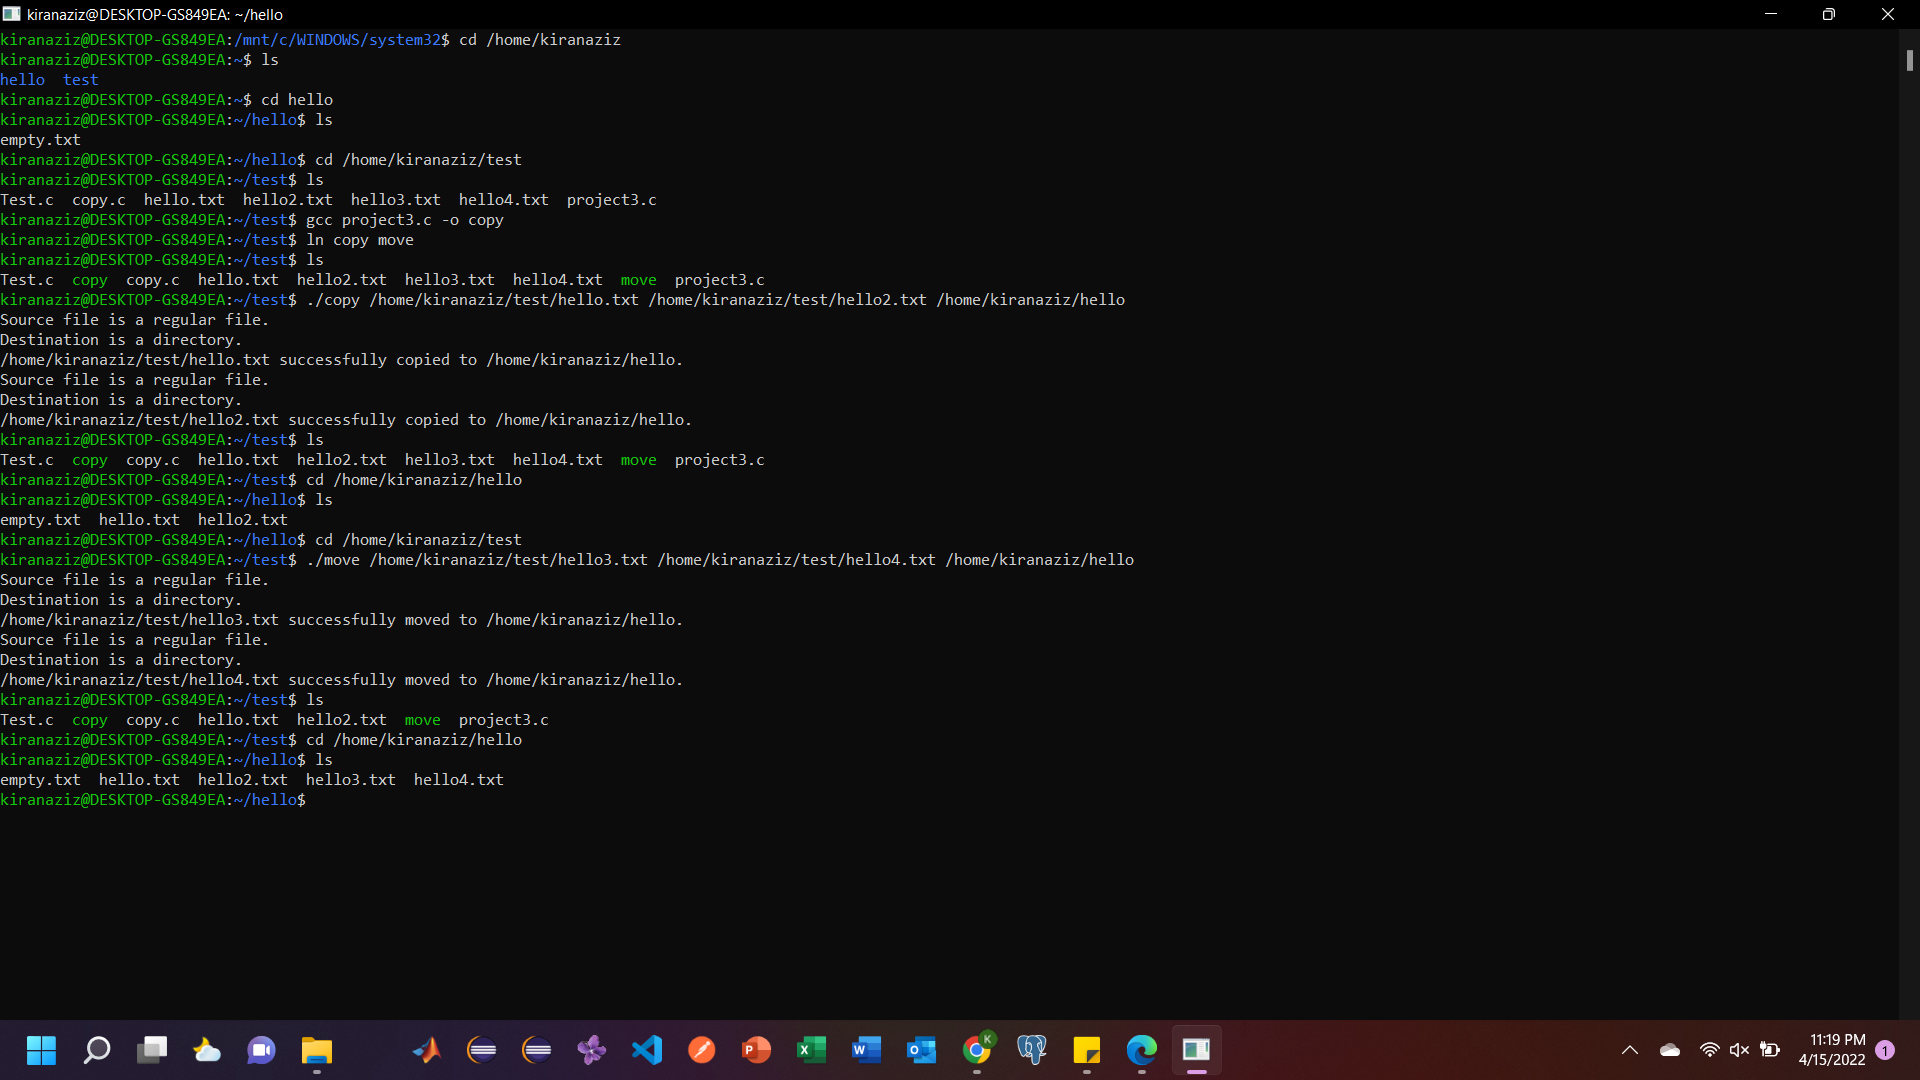 kiranaziz@DESKTOP-GS849EA: ~/hello
kiranaziz@DESKTOP-GS849EA:/mnt/c/WINDOWS/system32$ cd /home/kiranaziz
kiranaziz@DESKTOP-GS849EA:~$ ls
hello  test
kiranaziz@DESKTOP-GS849EA:~$ cd hello
kiranaziz@DESKTOP-GS849EA:~/hello$ ls
empty.txt
kiranaziz@DESKTOP-GS849EA:~/hello$ cd /home/kiranaziz/test
kiranaziz@DESKTOP-GS849EA:~/test$ ls
Test.c  copy.c  hello.txt  hello2.txt  hello3.txt  hello4.txt  project3.c
kiranaziz@DESKTOP-GS849EA:~/test$ gcc project3.c -o copy
kiranaziz@DESKTOP-GS849EA:~/test$ ln copy move
kiranaziz@DESKTOP-GS849EA:~/test$ ls
Test.c  copy  copy.c  hello.txt  hello2.txt  hello3.txt  hello4.txt  move  project3.c
kiranaziz@DESKTOP-GS849EA:~/test$ ./copy /home/kiranaziz/test/hello.txt /home/kiranaziz/test/hello2.txt /home/kiranaziz/hello
Source file is a regular file.
Destination is a directory.
/home/kiranaziz/test/hello.txt successfully copied to /home/kiranaziz/hello.
Source file is a regular file.
Destination is a directory.
/home/kiranaziz/test/hello2.txt successfully copied to /home/kiranaziz/hello.
kiranaziz@DESKTOP-GS849EA:~/test$ ls
Test.c  copy  copy.c  hello.txt  hello2.txt  hello3.txt  hello4.txt  move  project3.c
kiranaziz@DESKTOP-GS849EA:~/test$ cd /home/kiranaziz/hello
kiranaziz@DESKTOP-GS849EA:~/hello$ ls
empty.txt  hello.txt  hello2.txt
kiranaziz@DESKTOP-GS849EA:~/hello$ cd /home/kiranaziz/test
kiranaziz@DESKTOP-GS849EA:~/test$ ./move /home/kiranaziz/test/hello3.txt /home/kiranaziz/test/hello4.txt /home/kiranaziz/hello
Source file is a regular file.
Destination is a directory.
/home/kiranaziz/test/hello3.txt successfully moved to /home/kiranaziz/hello.
Source file is a regular file.
Destination is a directory.
/home/kiranaziz/test/hello4.txt successfully moved to /home/kiranaziz/hello.
kiranaziz@DESKTOP-GS849EA:~/test$ ls
Test.c  copy  copy.c  hello.txt  hello2.txt  move  project3.c
kiranaziz@DESKTOP-GS849EA:~/test$ cd /home/kiranaziz/hello
kiranaziz@DESKTOP-GS849EA:~/hello$ ls
empty.txt  hello.txt  hello2.txt  hello3.txt  hello4.txt
kiranaziz@DESKTOP-GS849EA:~/hello$
P X W O K
11:19 PM
4/15/2022
1